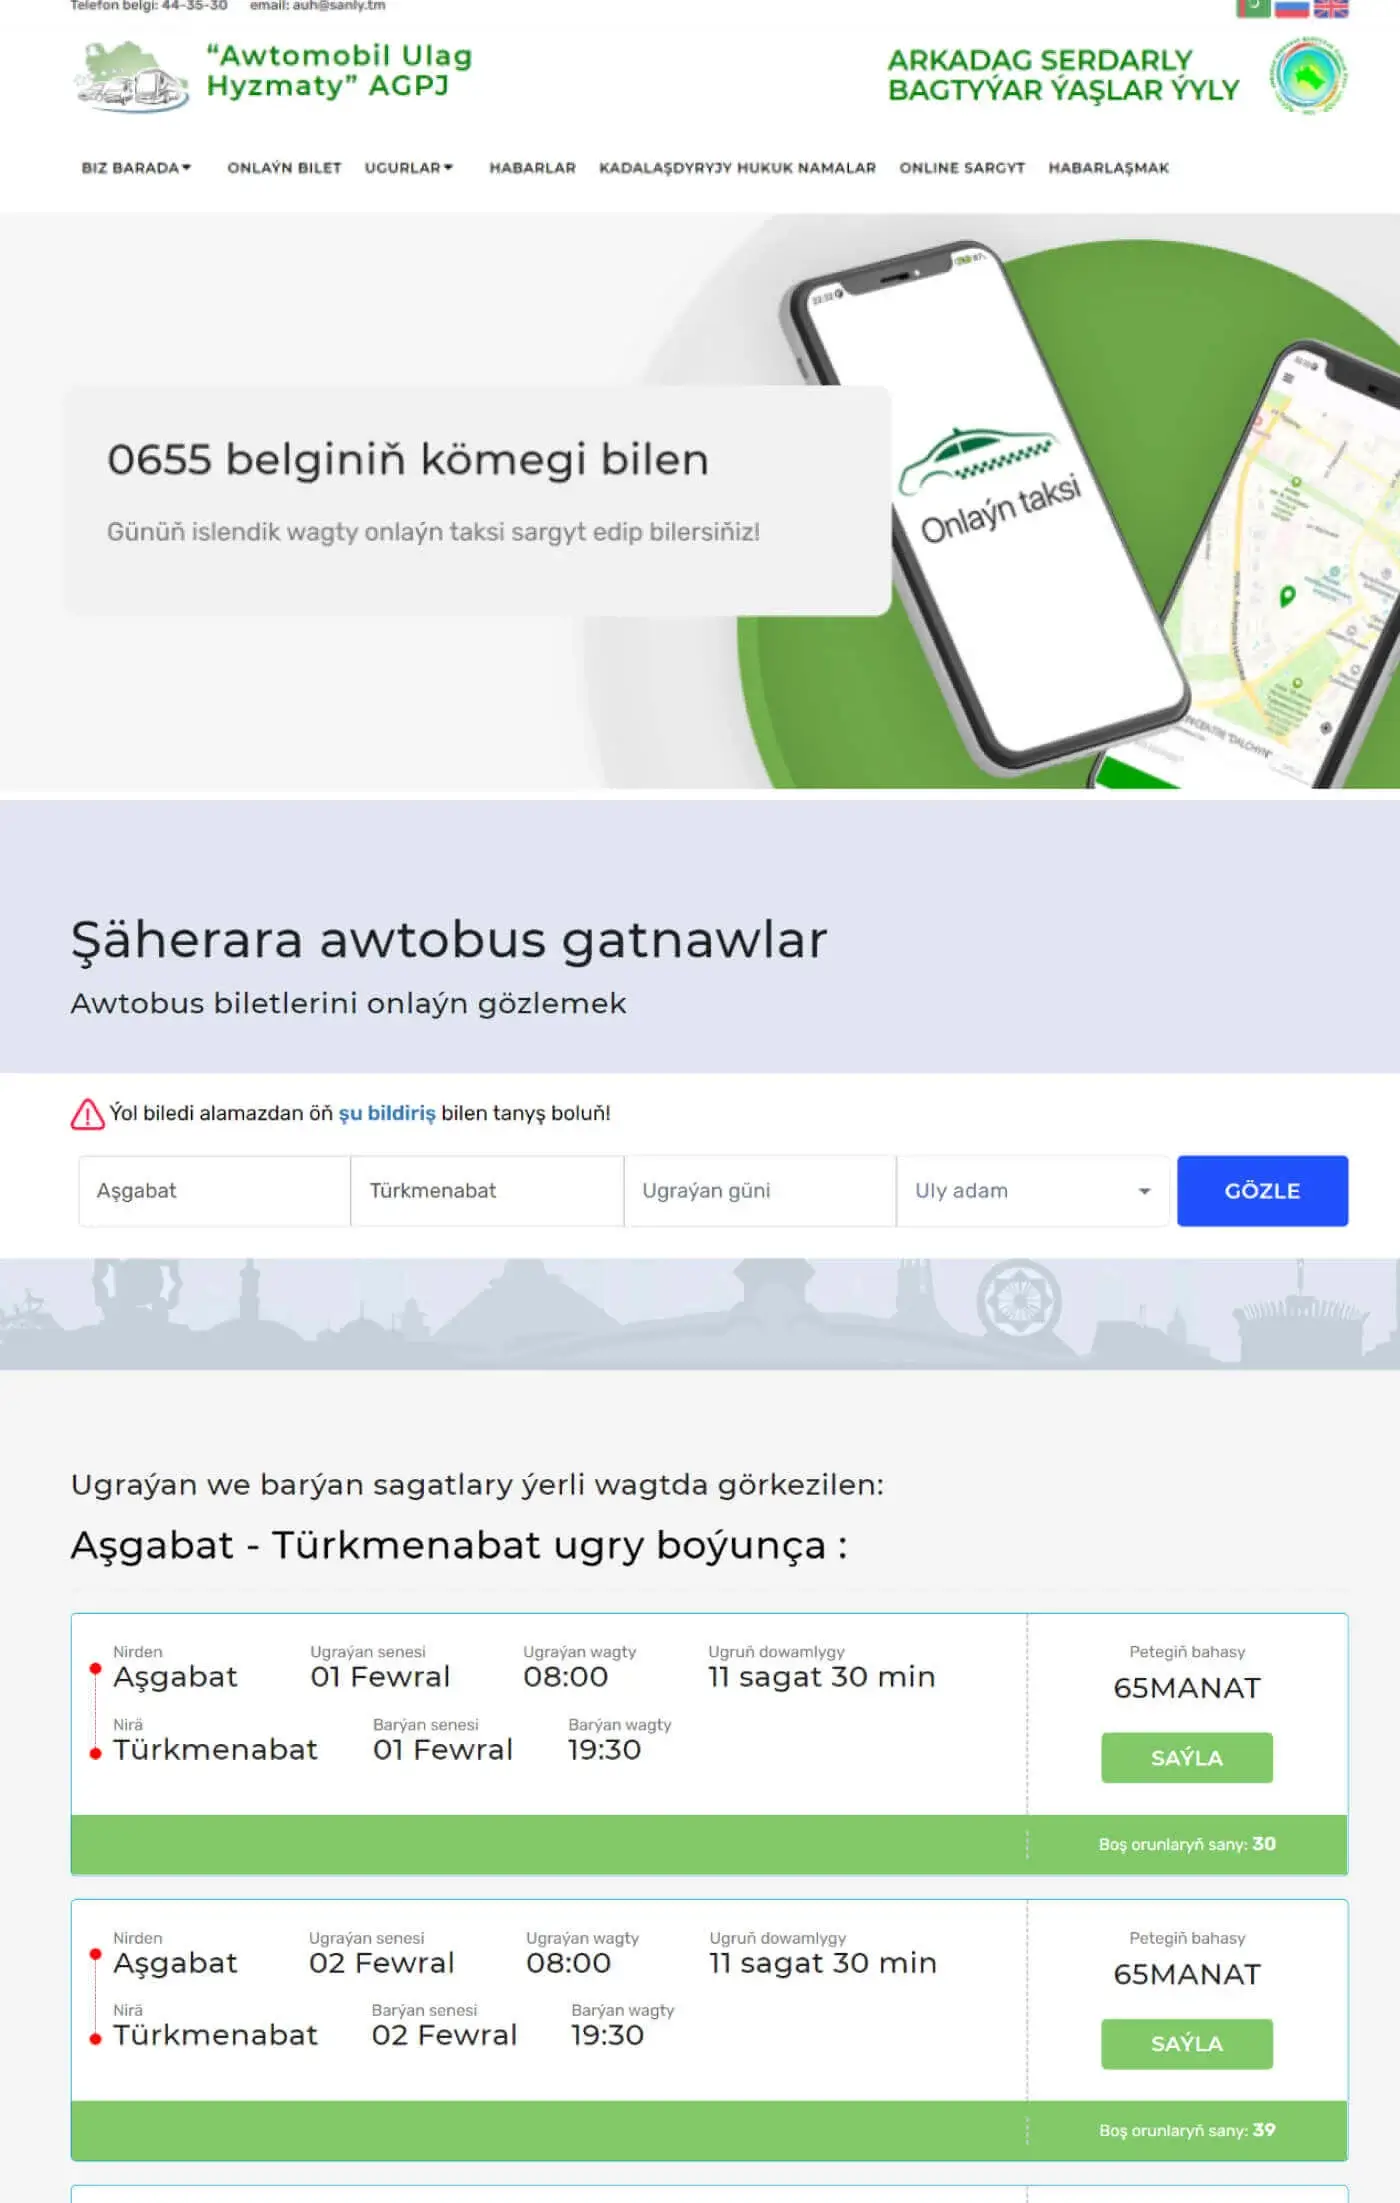 Telefon belgi: 44-35-30 email: auh@sanly.tm
“Awtomobil Ulag
Hyzmaty” AGPJ
ARKADAG SERDARLY
BAGTYÝAR ÝAŞLAR ÝYLY
BIZ BARADA ONLAÝN BILET UGURLAR HABARLAR KADALAŞDYRYJY HUKUK NAMALAR ONLINE SARGYT HABARLAŞMAK
0655 belginiň kömegi bilen
Günüň islendik wagty onlaýn taksi sargyt edip bilersiňiz!
Onlaýn taksi
Şäherara awtobus gatnawlar
Awtobus biletlerini onlaýn gözlemek
Ýol biledi alamazdan öň şu bildiriş bilen tanyş boluň!
Aşgabat Türkmenabat Ugraýan güni Uly adam GÖZLE
Ugraýan we barýan sagatlary ýerli wagtda görkezilen:
Aşgabat - Türkmenabat ugry boýunça :
Nirden Ugraýan senesi Ugraýan wagty Ugruň dowamlygy Petegiň bahasy
Aşgabat 01 Fewral 08:00 11 sagat 30 min 65MANAT
Nirä Barýan senesi Barýan wagty
Türkmenabat 01 Fewral 19:30
SAÝLA
Boş orunlaryň sany: 30
Nirden Ugraýan senesi Ugraýan wagty Ugruň dowamlygy Petegiň bahasy
Aşgabat 02 Fewral 08:00 11 sagat 30 min 65MANAT
Nirä Barýan senesi Barýan wagty
Türkmenabat 02 Fewral 19:30
SAÝLA
Boş orunlaryň sany: 39